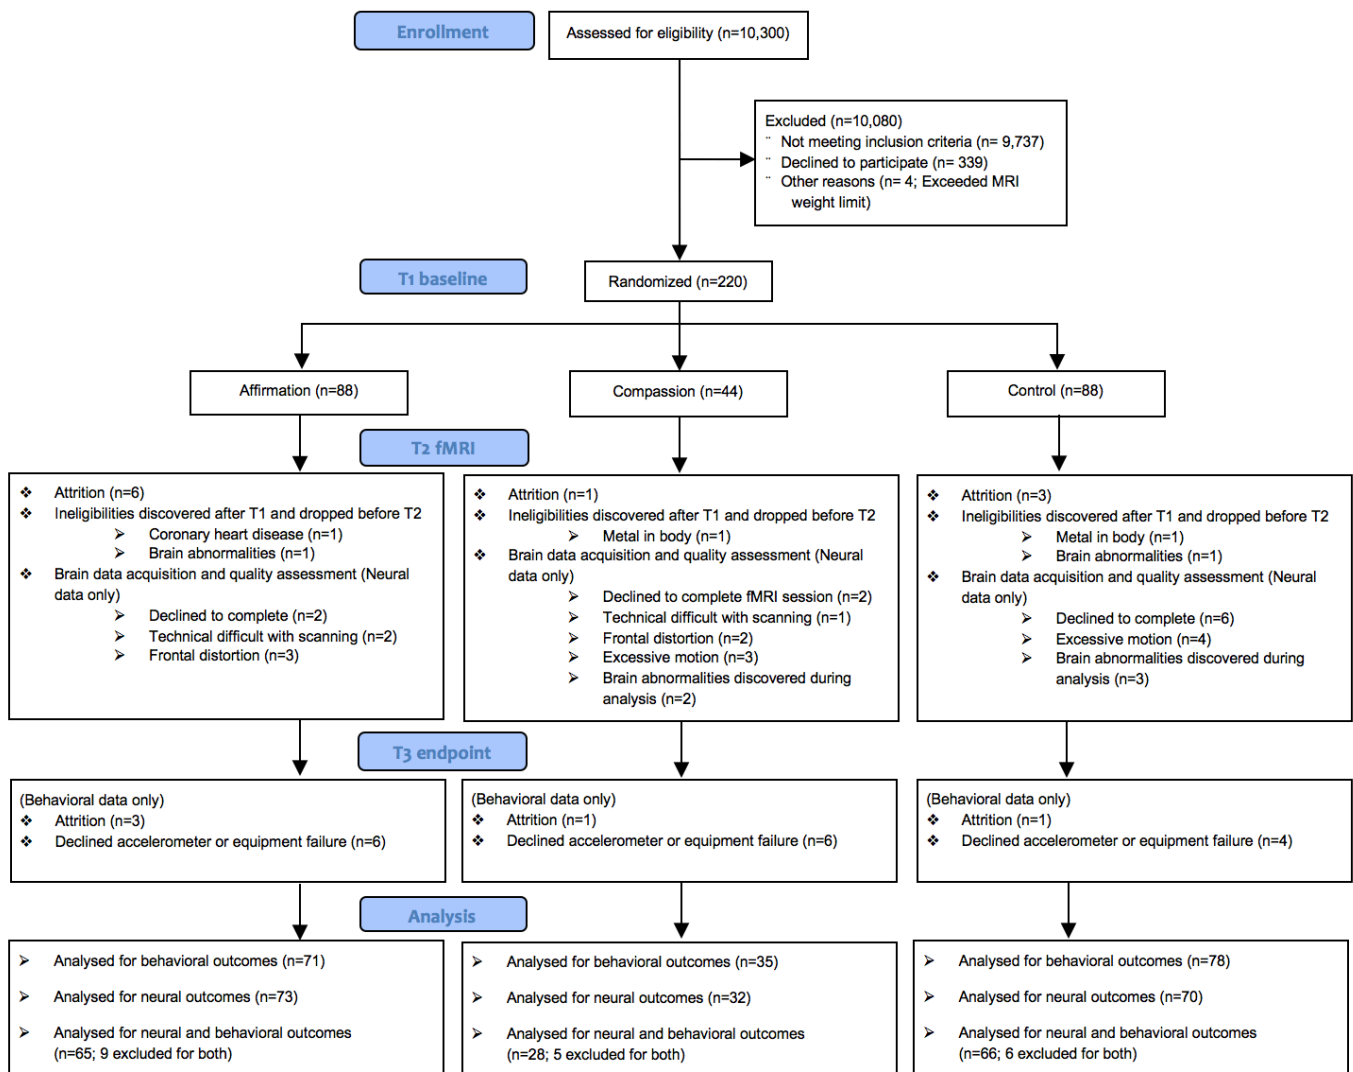 Enrollment
Assessed for eligibility (n=10,300)
Excluded (n=10,080)
¨ Not meeting inclusion criteria (n= 9,737)
¨ Declined to participate (n= 339)
¨ Other reasons (n= 4; Exceeded MRI
weight limit)
T1 baseline
Randomized (n=220)
Affirmation (n=88)
Compassion (n=44)
Control (n=88)
T2 fMRI
❖ Attrition (n=6)
❖ Ineligibilities discovered after T1 and dropped before T2
➢ Coronary heart disease (n=1)
➢ Brain abnormalities (n=1)
❖ Brain data acquisition and quality assessment (Neural
data only)
➢ Declined to complete (n=2)
➢ Technical difficult with scanning (n=2)
➢ Frontal distortion (n=3)
❖ Attrition (n=1)
❖ Ineligibilities discovered after T1 and dropped before T2
➢ Metal in body (n=1)
❖ Brain data acquisition and quality assessment (Neural
data only)
➢ Declined to complete fMRI session (n=2)
➢ Technical difficult with scanning (n=1)
➢ Frontal distortion (n=2)
➢ Excessive motion (n=3)
➢ Brain abnormalities discovered during
analysis (n=2)
❖ Attrition (n=3)
❖ Ineligibilities discovered after T1 and dropped before T2
➢ Metal in body (n=1)
➢ Brain abnormalities (n=1)
❖ Brain data acquisition and quality assessment (Neural
data only)
➢ Declined to complete (n=6)
➢ Excessive motion (n=4)
➢ Brain abnormalities discovered during
analysis (n=3)
T3 endpoint
(Behavioral data only)
❖ Attrition (n=3)
❖ Declined accelerometer or equipment failure (n=6)
(Behavioral data only)
❖ Attrition (n=1)
❖ Declined accelerometer or equipment failure (n=6)
(Behavioral data only)
❖ Attrition (n=1)
❖ Declined accelerometer or equipment failure (n=4)
Analysis
➢ Analysed for behavioral outcomes (n=71)
➢ Analysed for neural outcomes (n=73)
➢ Analysed for neural and behavioral outcomes
(n=65; 9 excluded for both)
➢ Analysed for behavioral outcomes (n=35)
➢ Analysed for neural outcomes (n=32)
➢ Analysed for neural and behavioral outcomes
(n=28; 5 excluded for both)
➢ Analysed for behavioral outcomes (n=78)
➢ Analysed for neural outcomes (n=70)
➢ Analysed for neural and behavioral outcomes
(n=66; 6 excluded for both)